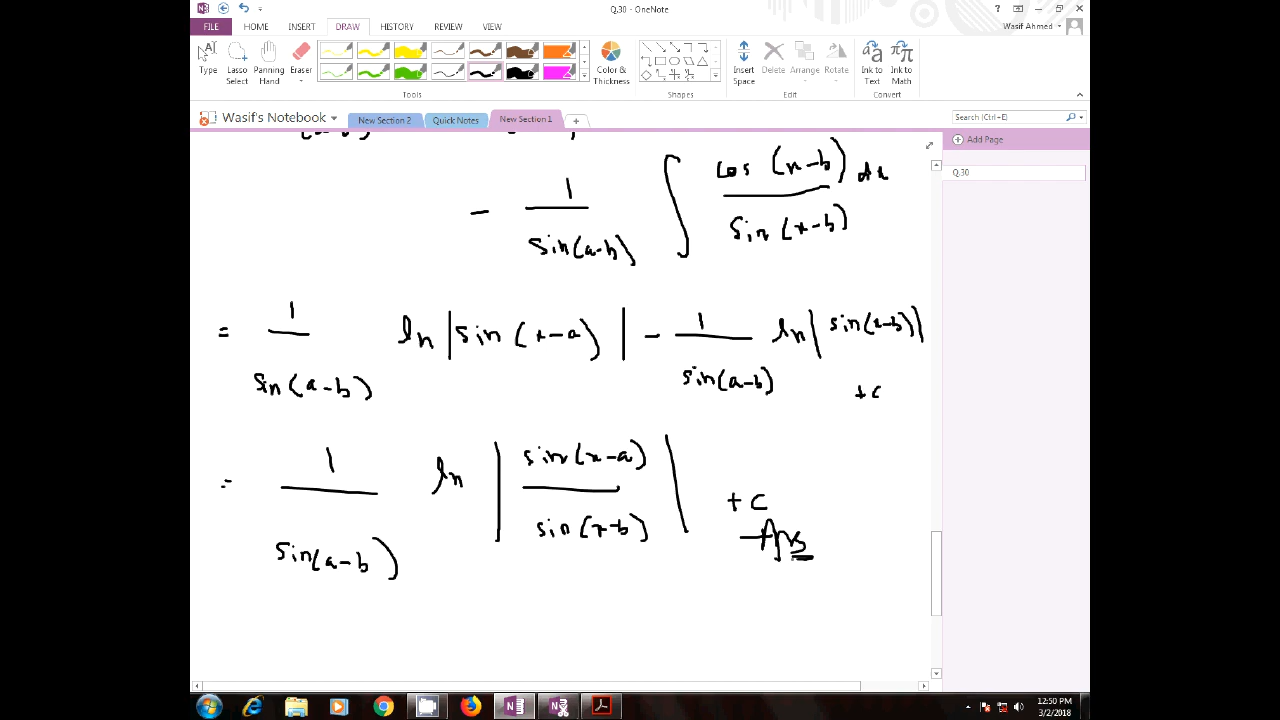 Q.30 - OneNote
Wasif Ahmed
FILE HOME INSERT DRAW HISTORY REVIEW VIEW
Type Lasso Select Panning Hand Eraser Color & Thickness Insert Space Delete Arrange Rotate Ink to Text Ink to Math
Tools Shapes Edit Convert
Wasif's Notebook New Section 2 Quick Notes New Section 1 Search (Ctrl+E)
Add Page
Q.30
- 1/sin(a-b) ∫ cos(x-b)/sin(x-b) dx
= 1/sin(a-b) ln|sin(x-a)| - 1/sin(a-b) ln|sin(x-b)|
+c
= 1/sin(a-b) ln|sin(x-a)/sin(x-b)| + c
Ans
12:50 PM
3/2/2018